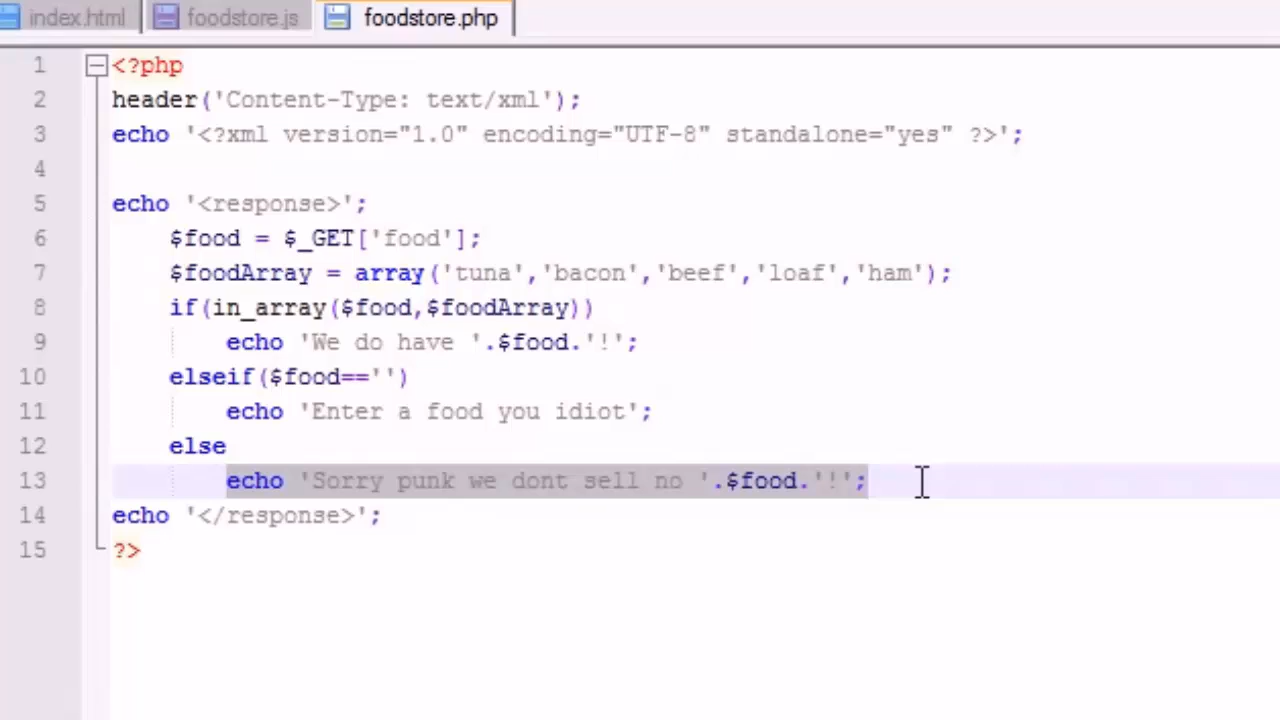 index.html foodstore.js foodstore.php
1 <?php
2 header('Content-Type: text/xml');
3 echo '<?xml version="1.0" encoding="UTF-8" standalone="yes" ?>';
4
5 echo '<response>';
6 $food = $_GET['food'];
7 $foodArray = array('tuna','bacon','beef','loaf','ham');
8 if(in_array($food,$foodArray))
9 echo 'We do have '.$food.'!';
10 elseif($food=='')
11 echo 'Enter a food you idiot';
12 else
13 echo 'Sorry punk we dont sell no '.$food.'!';
14 echo '</response>';
15 ?>